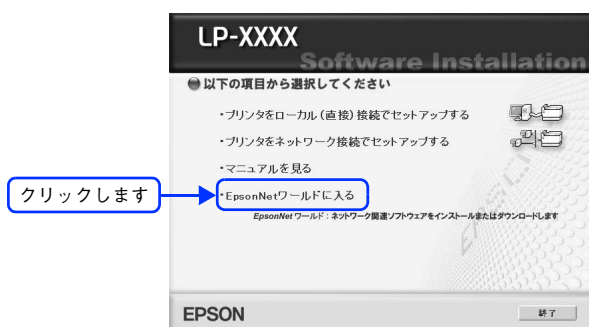 LP-XXXX
Software Installation
以下の項目から選択してください
・プリンタをローカル(直接)接続でセットアップする
・プリンタをネットワーク接続でセットアップする
・マニュアルを見る
クリックします
・EpsonNetワールドに入る
EpsonNet ワールド:ネットワーク関連ソフトウェアをインストールまたはダウンロードします
EPSON
EPSON
終了